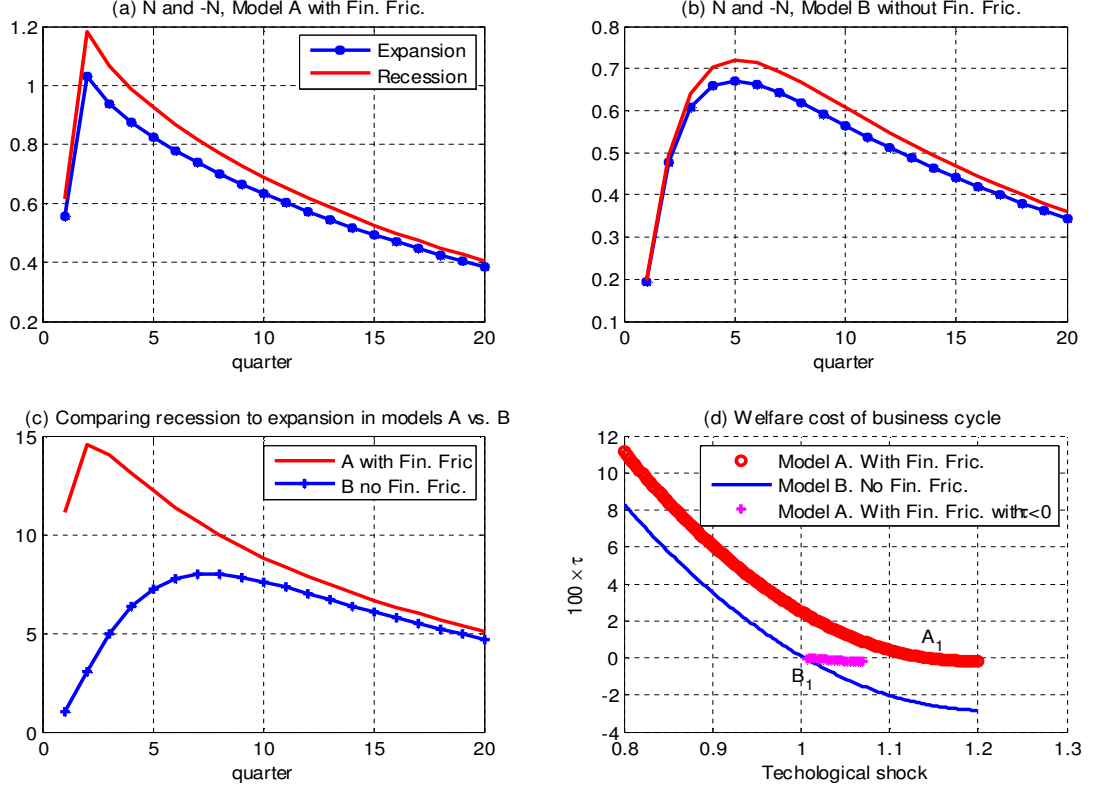 (a) N and -N, Model A with Fin. Fric.
1.2
1
0.8
0.6
0.4
0.2
0
5
10
15
20
quarter
Expansion
Recession
(b) N and -N, Model B without Fin. Fric.
0.8
0.7
0.6
0.5
0.4
0.3
0.2
0.1
0
5
10
15
20
quarter
(c) Comparing recession to expansion in models A vs. B
15
10
5
0
0
5
10
15
20
quarter
A with Fin. Fric
B no Fin. Fric.
(d) Welfare cost of business cycle
12
10
8
6
4
2
0
-2
-4
0.8
0.9
1
1.1
1.2
1.3
100 × τ
Techological shock
Model A. With Fin. Fric.
Model B. No Fin. Fric.
Model A. With Fin. Fric. withτ<0
A1
B1